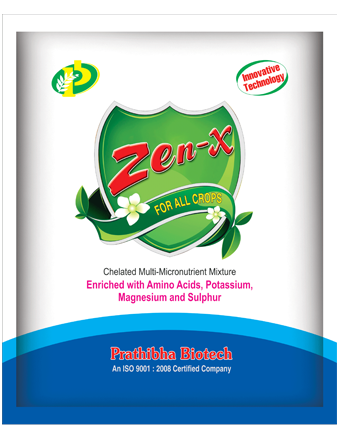 Innovative
Technology
Zen-x
FOR ALL CROPS
Chelated Multi-Micronutrient Mixture
Enriched with Amino Acids, Potassium,
Magnesium and Sulphur
Prathibha Biotech
An ISO 9001 : 2008 Certified Company